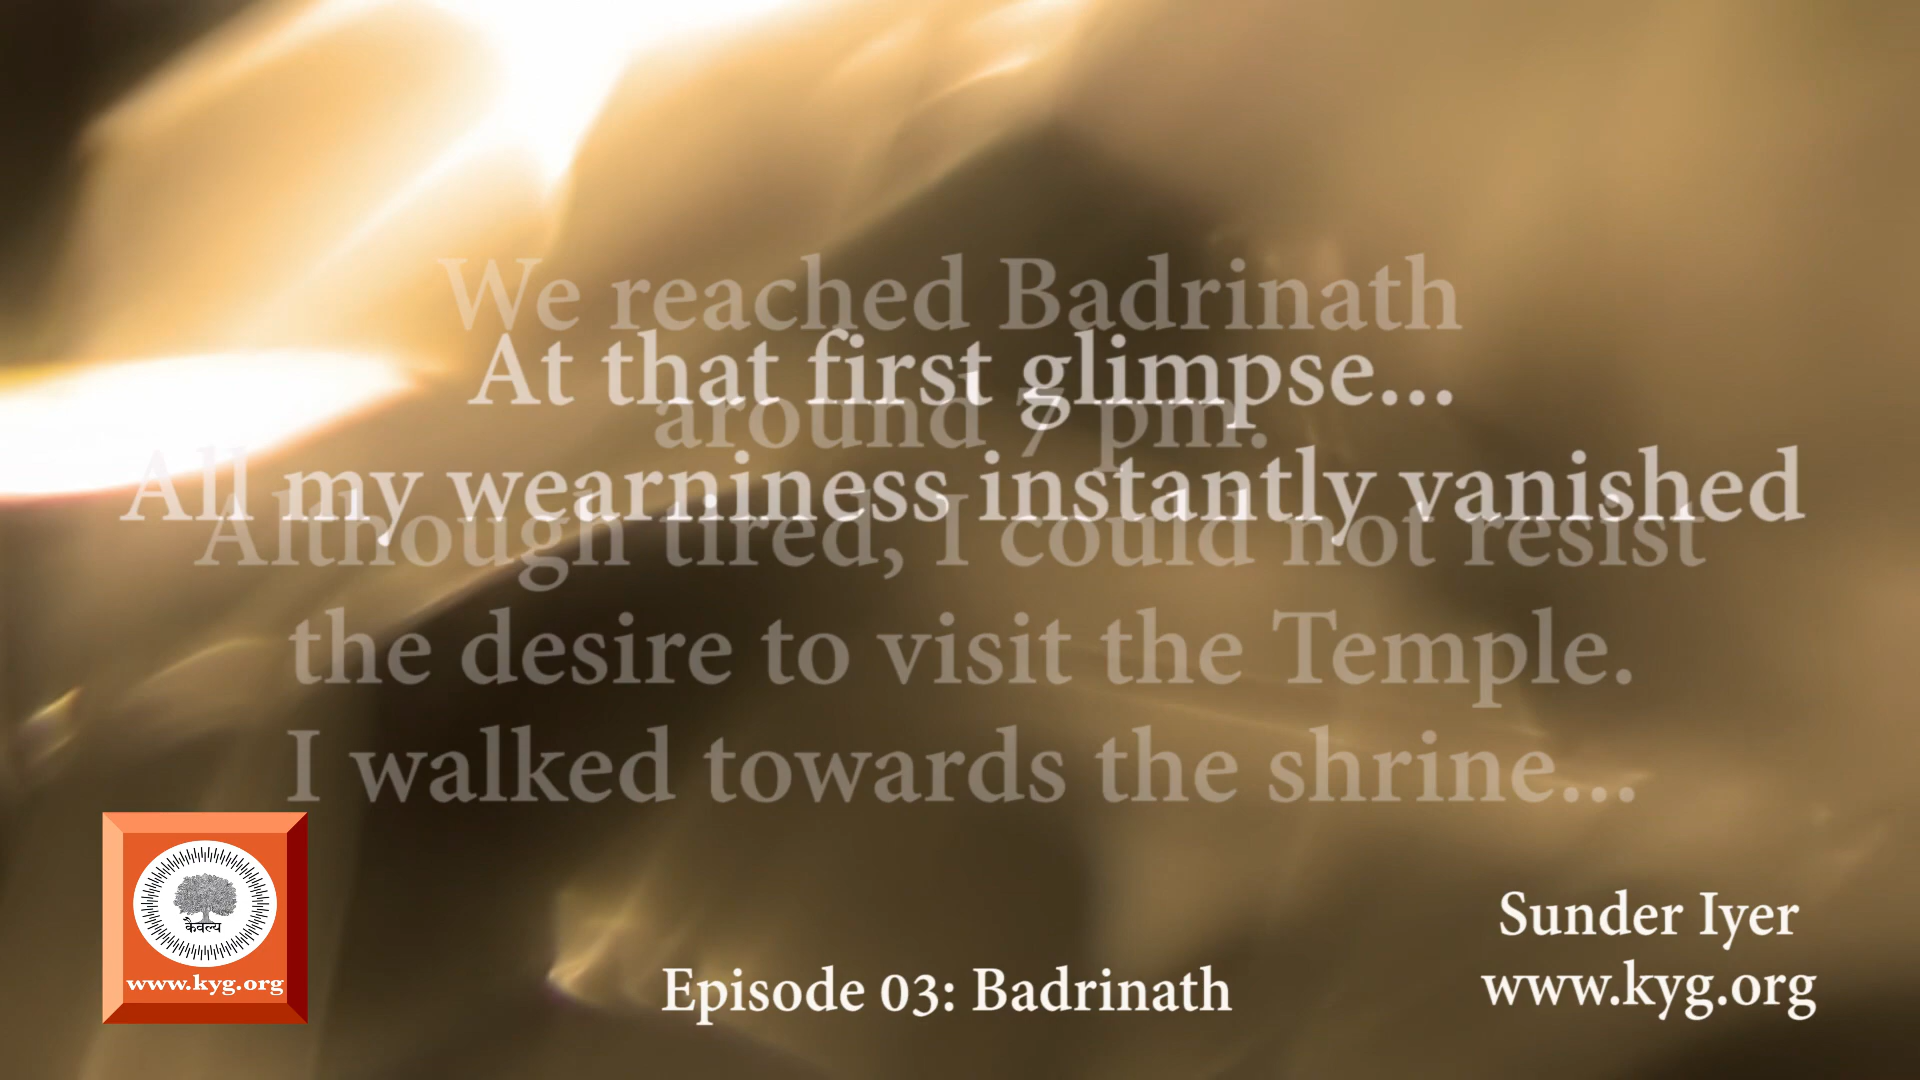 We reached Badrinath
around 7 pm.
Although tired, I could not resist
the desire to visit the Temple.
I walked towards the shrine...
At that first glimpse...
All my wearniness instantly vanished
कैवल्य
www.kyg.org
Episode 03: Badrinath
Sunder Iyer
www.kyg.org